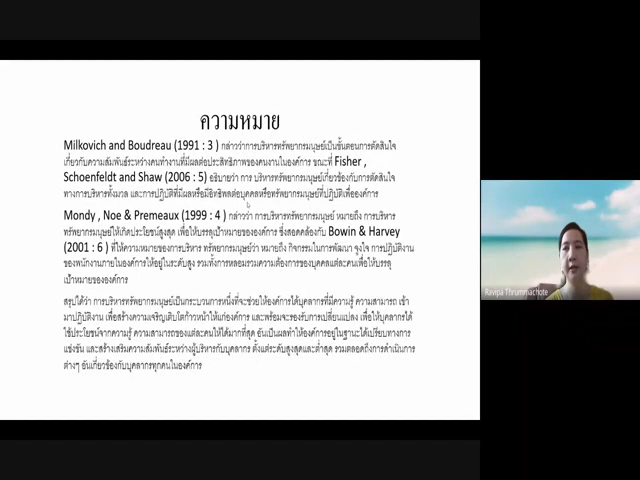 ความหมาย
Milkovich and Boudreau (1991 : 3 ) กล่าวว่าการบริหารทรัพยากรมนุษย์เป็นขั้นตอนการตัดสินใจ
เกี่ยวกับความสัมพันธ์ระหว่างคนทำงานที่มีผลต่อประสิทธิภาพของคนงานในองค์การ ขณะที่ Fisher ,
Schoenfeldt and Shaw (2006 : 5) อธิบายว่า การ บริหารทรัพยากรมนุษย์เกี่ยวข้องกับการตัดสินใจ
ทางการบริหารทั้งมวล และการปฏิบัติที่มีผลหรือมีอิทธิพลต่อบุคคลหรือทรัพยากรมนุษย์ที่ปฏิบัติเพื่อองค์การ
Mondy , Noe & Premeaux (1999 : 4 ) กล่าวว่า การบริหารทรัพยากรมนุษย์ หมายถึง การบริหาร
ทรัพยากรมนุษย์ให้เกิดประโยชน์สูงสุด เพื่อให้บรรลุเป้าหมายขององค์การ ซึ่งสอดคล้องกับ Bowin & Harvey
(2001 : 6 ) ที่ให้ความหมายของการบริหาร ทรัพยากรมนุษย์ว่า หมายถึง กิจกรรมในการพัฒนา จูงใจ การปฏิบัติงาน
ของพนักงานภายในองค์การให้อยู่ในระดับสูง รวมทั้งการหลอมรวมความต้องการของบุคคลแต่ละคนเพื่อให้บรรลุ
เป้าหมายขององค์การ
สรุปได้ว่า การบริหารทรัพยากรมนุษย์เป็นกระบวนการหนึ่งที่จะช่วยให้องค์การได้บุคลากรที่มีความรู้ ความสามารถ เข้า
มาปฏิบัติงาน เพื่อสร้างความเจริญเติบโตก้าวหน้าให้แก่องค์การ และพร้อมจะรองรับการเปลี่ยนแปลง เพื่อให้บุคลากรได้
ใช้ประโยชน์จากความรู้ ความสามารถของแต่ละคนให้ได้มากที่สุด อันเป็นผลทำให้องค์การอยู่ในฐานะได้เปรียบทางการ
แข่งขัน และสร้างเสริมความสัมพันธ์ระหว่างผู้บริหารกับบุคลากร ตั้งแต่ระดับสูงสุดและต่ำสุด รวมตลอดถึงการดำเนินการ
ต่างๆ อันเกี่ยวข้องกับบุคลากรทุกคนในองค์การ
Ravipa Thrummachote